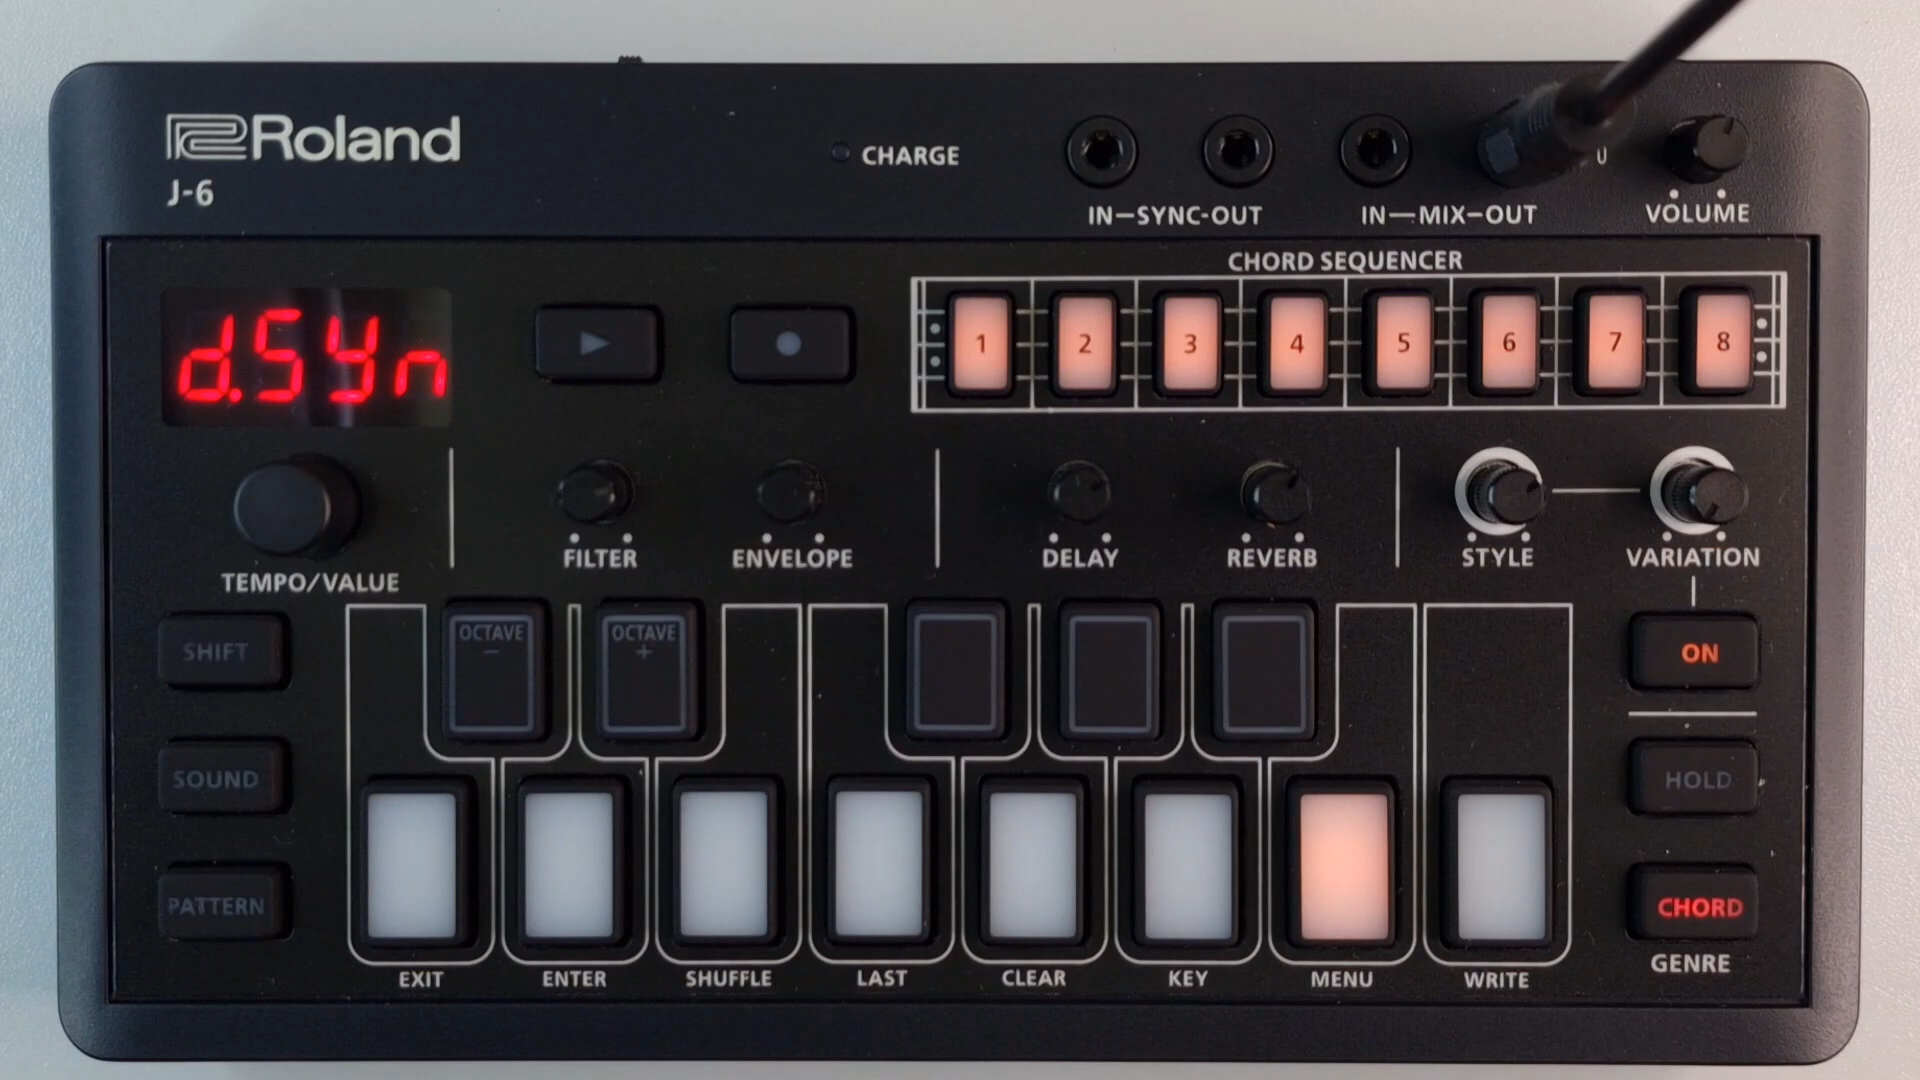 Roland
J-6
CHARGE
IN—SYNC-OUT
IN—MIX—OUT
VOLUME
CHORD SEQUENCER
d.SYn
1 2 3 4 5 6 7 8
FILTER
ENVELOPE
DELAY
REVERB
STYLE
VARIATION
TEMPO/VALUE
OCTAVE
−
OCTAVE
+
SHIFT
ON
SOUND
HOLD
PATTERN
CHORD
GENRE
EXIT
ENTER
SHUFFLE
LAST
CLEAR
KEY
MENU
WRITE